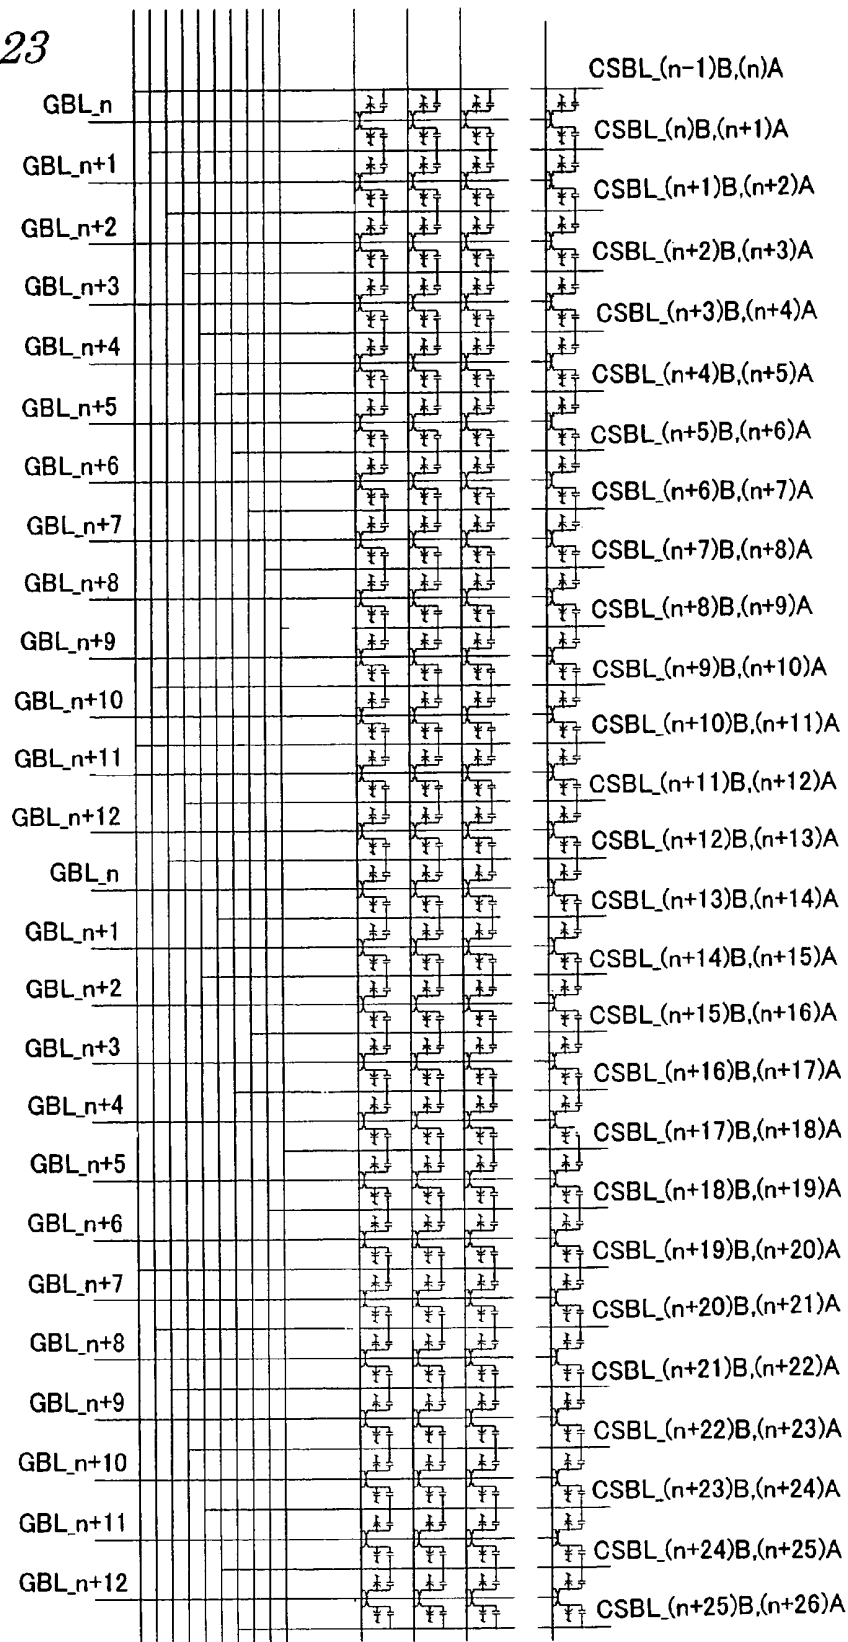 23
CSBL_(n-1)B,(n)A
GBL_n
CSBL_(n)B,(n+1)A
GBL_n+1
CSBL_(n+1)B,(n+2)A
GBL_n+2
CSBL_(n+2)B,(n+3)A
GBL_n+3
CSBL_(n+3)B,(n+4)A
GBL_n+4
CSBL_(n+4)B,(n+5)A
GBL_n+5
CSBL_(n+5)B,(n+6)A
GBL_n+6
CSBL_(n+6)B,(n+7)A
GBL_n+7
CSBL_(n+7)B,(n+8)A
GBL_n+8
CSBL_(n+8)B,(n+9)A
GBL_n+9
CSBL_(n+9)B,(n+10)A
GBL_n+10
CSBL_(n+10)B,(n+11)A
GBL_n+11
CSBL_(n+11)B,(n+12)A
GBL_n+12
CSBL_(n+12)B,(n+13)A
GBL_n
CSBL_(n+13)B,(n+14)A
GBL_n+1
CSBL_(n+14)B,(n+15)A
GBL_n+2
CSBL_(n+15)B,(n+16)A
GBL_n+3
CSBL_(n+16)B,(n+17)A
GBL_n+4
CSBL_(n+17)B,(n+18)A
GBL_n+5
CSBL_(n+18)B,(n+19)A
GBL_n+6
CSBL_(n+19)B,(n+20)A
GBL_n+7
CSBL_(n+20)B,(n+21)A
GBL_n+8
CSBL_(n+21)B,(n+22)A
GBL_n+9
CSBL_(n+22)B,(n+23)A
GBL_n+10
CSBL_(n+23)B,(n+24)A
GBL_n+11
CSBL_(n+24)B,(n+25)A
GBL_n+12
CSBL_(n+25)B,(n+26)A